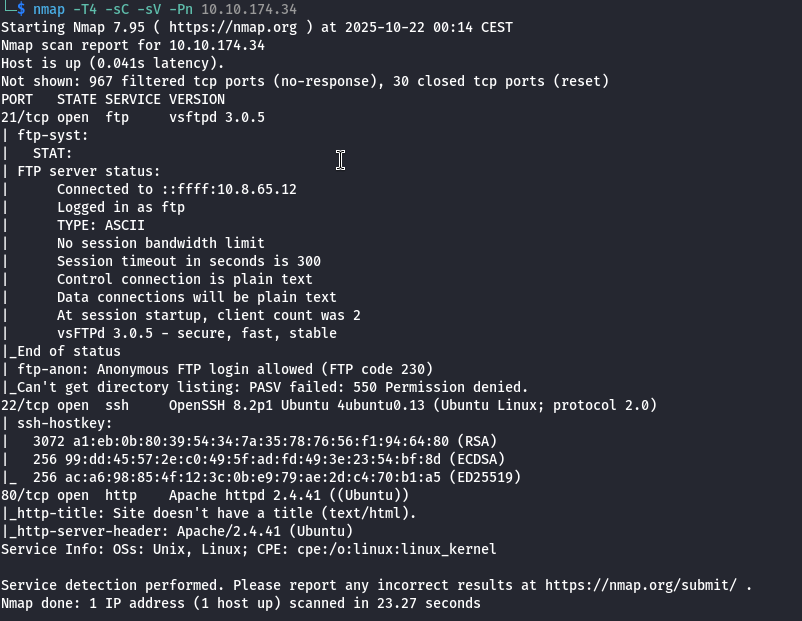 └─$ nmap -T4 -sC -sV -Pn 10.10.174.34
Starting Nmap 7.95 ( https://nmap.org ) at 2025-10-22 00:14 CEST
Nmap scan report for 10.10.174.34
Host is up (0.041s latency).
Not shown: 967 filtered tcp ports (no-response), 30 closed tcp ports (reset)
PORT   STATE SERVICE VERSION
21/tcp open  ftp     vsftpd 3.0.5
| ftp-syst:
|   STAT:
| FTP server status:
|      Connected to ::ffff:10.8.65.12
|      Logged in as ftp
|      TYPE: ASCII
|      No session bandwidth limit
|      Session timeout in seconds is 300
|      Control connection is plain text
|      Data connections will be plain text
|      At session startup, client count was 2
|      vsFTPd 3.0.5 - secure, fast, stable
|_End of status
| ftp-anon: Anonymous FTP login allowed (FTP code 230)
|_Can't get directory listing: PASV failed: 550 Permission denied.
22/tcp open  ssh     OpenSSH 8.2p1 Ubuntu 4ubuntu0.13 (Ubuntu Linux; protocol 2.0)
| ssh-hostkey:
|   3072 a1:eb:0b:80:39:54:34:7a:35:78:76:56:f1:94:64:80 (RSA)
|   256 99:dd:45:57:2e:c0:49:5f:ad:fd:49:3e:23:54:bf:8d (ECDSA)
|_  256 ac:a6:98:85:4f:12:3c:0b:e9:79:ae:2d:c4:70:b1:a5 (ED25519)
80/tcp open  http    Apache httpd 2.4.41 ((Ubuntu))
|_http-title: Site doesn't have a title (text/html).
|_http-server-header: Apache/2.4.41 (Ubuntu)
Service Info: OSs: Unix, Linux; CPE: cpe:/o:linux:linux_kernel
Service detection performed. Please report any incorrect results at https://nmap.org/submit/ .
Nmap done: 1 IP address (1 host up) scanned in 23.27 seconds